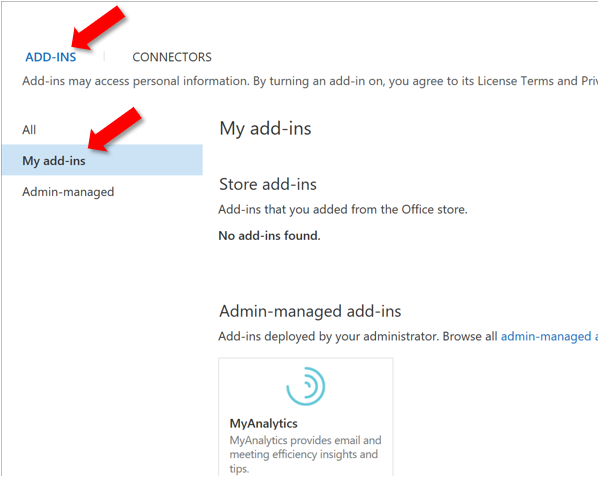 ADD-INS CONNECTORS
Add-ins may access personal information. By turning an add-in on, you agree to its License Terms and
All
My add-ins
Admin-managed
My add-ins
Store add-ins
Add-ins that you added from the Office store.
No add-ins found.
Admin-managed add-ins
Add-ins deployed by your administrator. Browse all admin-managed
MyAnalytics
MyAnalytics provides email and
meeting efficiency insights and
tips.